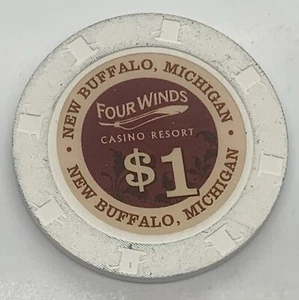 • NEW BUFFALO, MICHIGAN •
FOUR WINDS
CASINO RESORT
$1
NEW BUFFALO, MICHIGAN